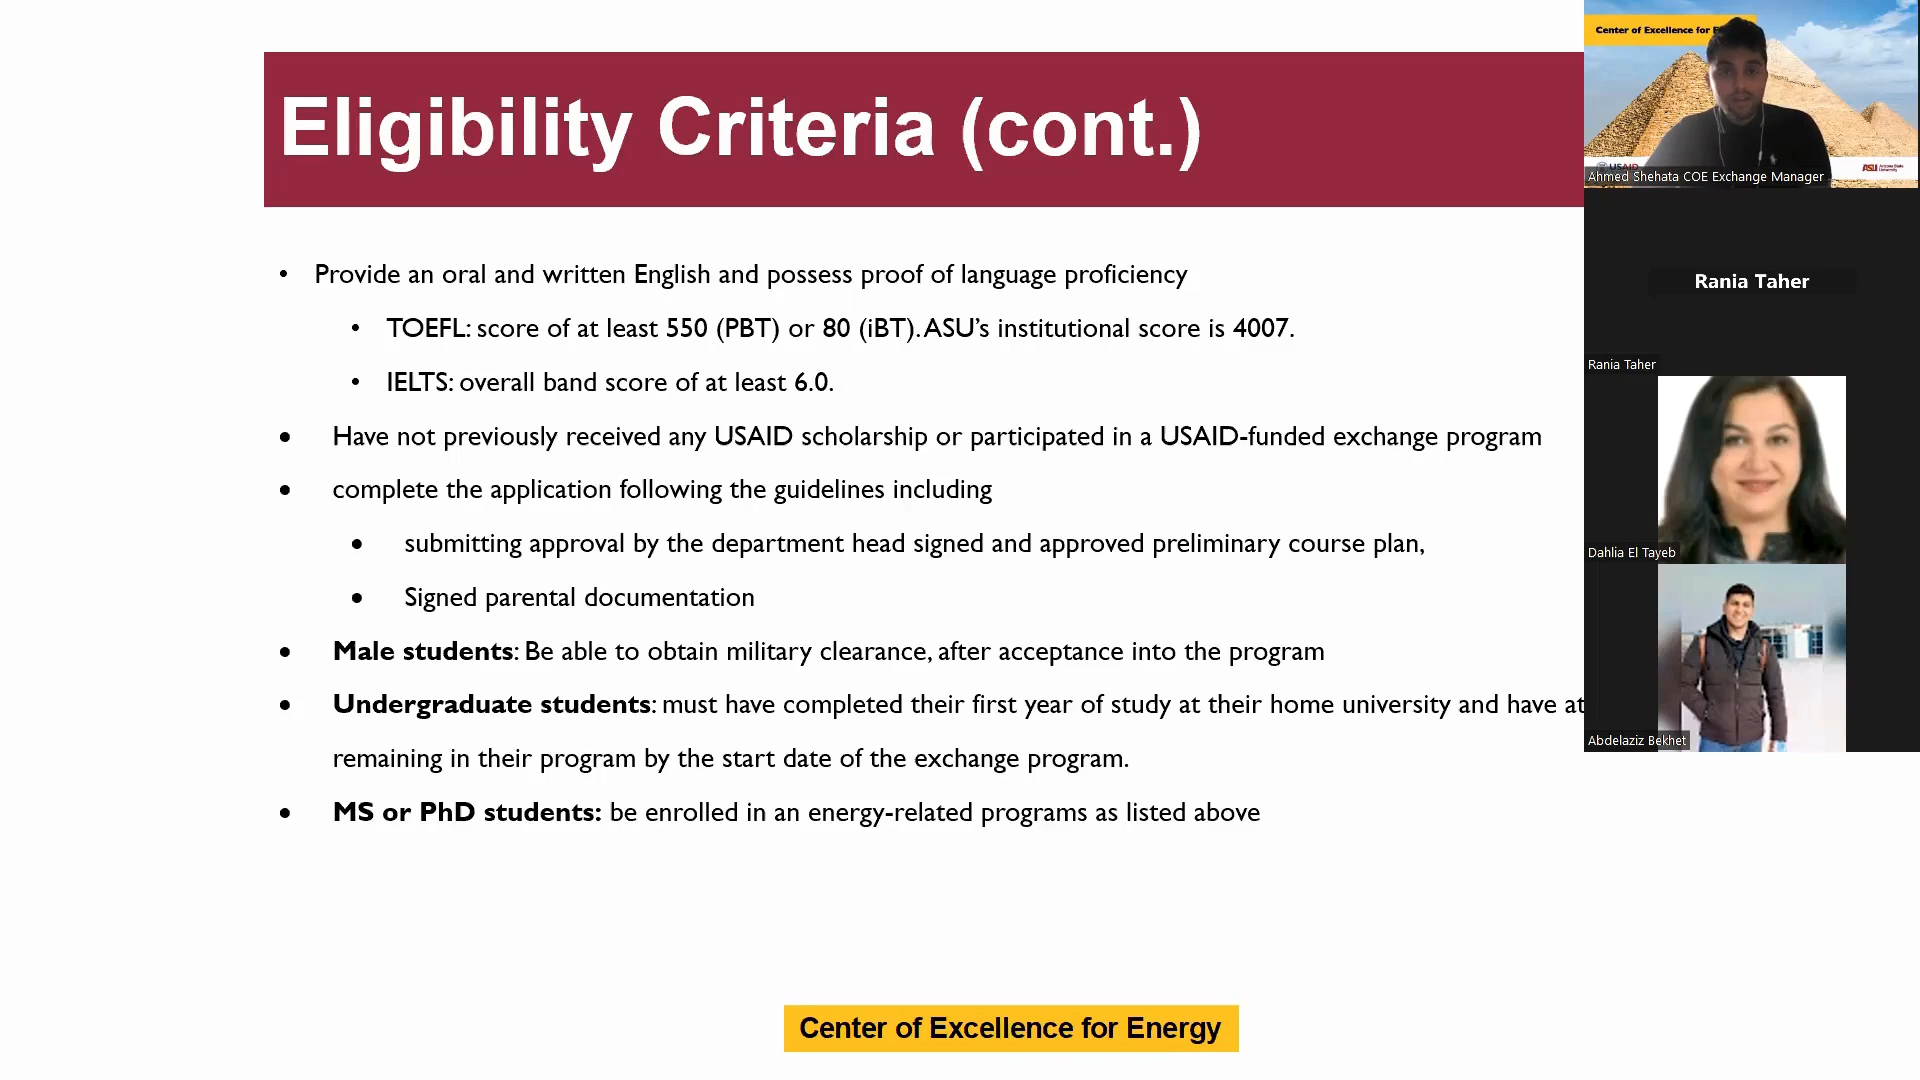 Eligibility Criteria (cont.)
• Provide an oral and written English and possess proof of language proficiency
• TOEFL: score of at least 550 (PBT) or 80 (iBT). ASU’s institutional score is 4007.
• IELTS: overall band score of at least 6.0.
• Have not previously received any USAID scholarship or participated in a USAID-funded exchange program
• complete the application following the guidelines including
• submitting approval by the department head signed and approved preliminary course plan,
• Signed parental documentation
• Male students: Be able to obtain military clearance, after acceptance into the program
• Undergraduate students: must have completed their first year of study at their home university and have at
remaining in their program by the start date of the exchange program.
• MS or PhD students: be enrolled in an energy-related programs as listed above
Center of Excellence for Energy
Center of Excellence for
USAID
ASU Arizona State University
Ahmed Shehata COE Exchange Manager
Rania Taher
Rania Taher
Dahlia El Tayeb
Abdelaziz Bekhet